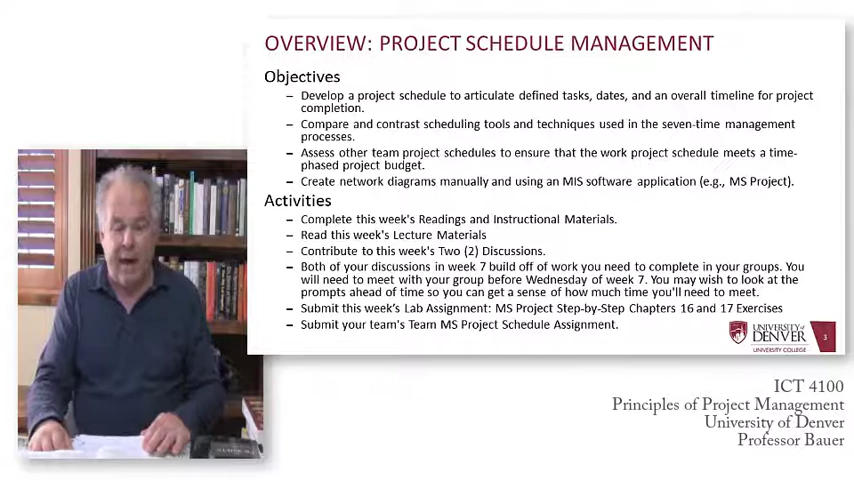 OVERVIEW: PROJECT SCHEDULE MANAGEMENT
Objectives
– Develop a project schedule to articulate defined tasks, dates, and an overall timeline for project
completion.
– Compare and contrast scheduling tools and techniques used in the seven-time management
processes.
– Assess other team project schedules to ensure that the work project schedule meets a time-
phased project budget.
– Create network diagrams manually and using an MIS software application (e.g., MS Project).
Activities
– Complete this week's Readings and Instructional Materials.
– Read this week's Lecture Materials
– Contribute to this week's Two (2) Discussions.
– Both of your discussions in week 7 build off of work you need to complete in your groups. You
will need to meet with your group before Wednesday of week 7. You may wish to look at the
prompts ahead of time so you can get a sense of how much time you'll need to meet.
– Submit this week's Lab Assignment: MS Project Step-by-Step Chapters 16 and 17 Exercises
– Submit your team's Team MS Project Schedule Assignment.
UNIVERSITY of
DENVER
UNIVERSITY COLLEGE
3
ICT 4100
Principles of Project Management
University of Denver
Professor Bauer